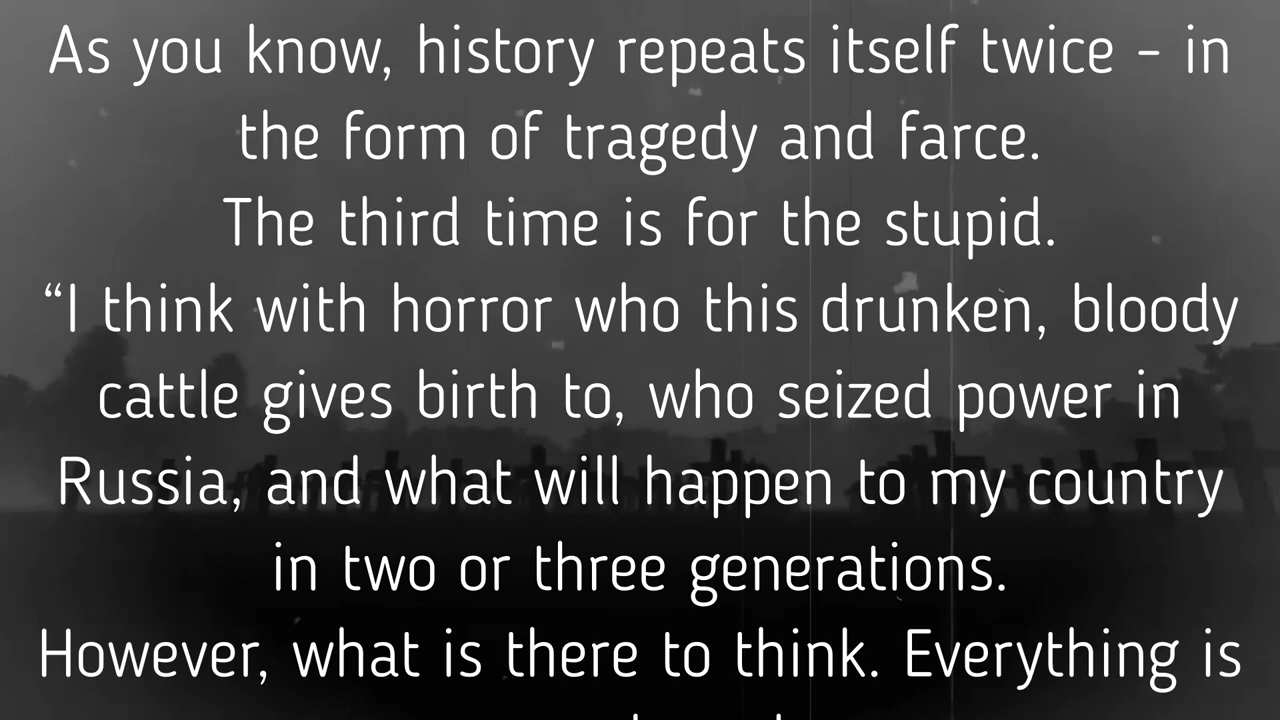 As you know, history repeats itself twice – in
the form of tragedy and farce.
The third time is for the stupid.
“I think with horror who this drunken, bloody
cattle gives birth to, who seized power in
Russia, and what will happen to my country
in two or three generations.
However, what is there to think. Everything is